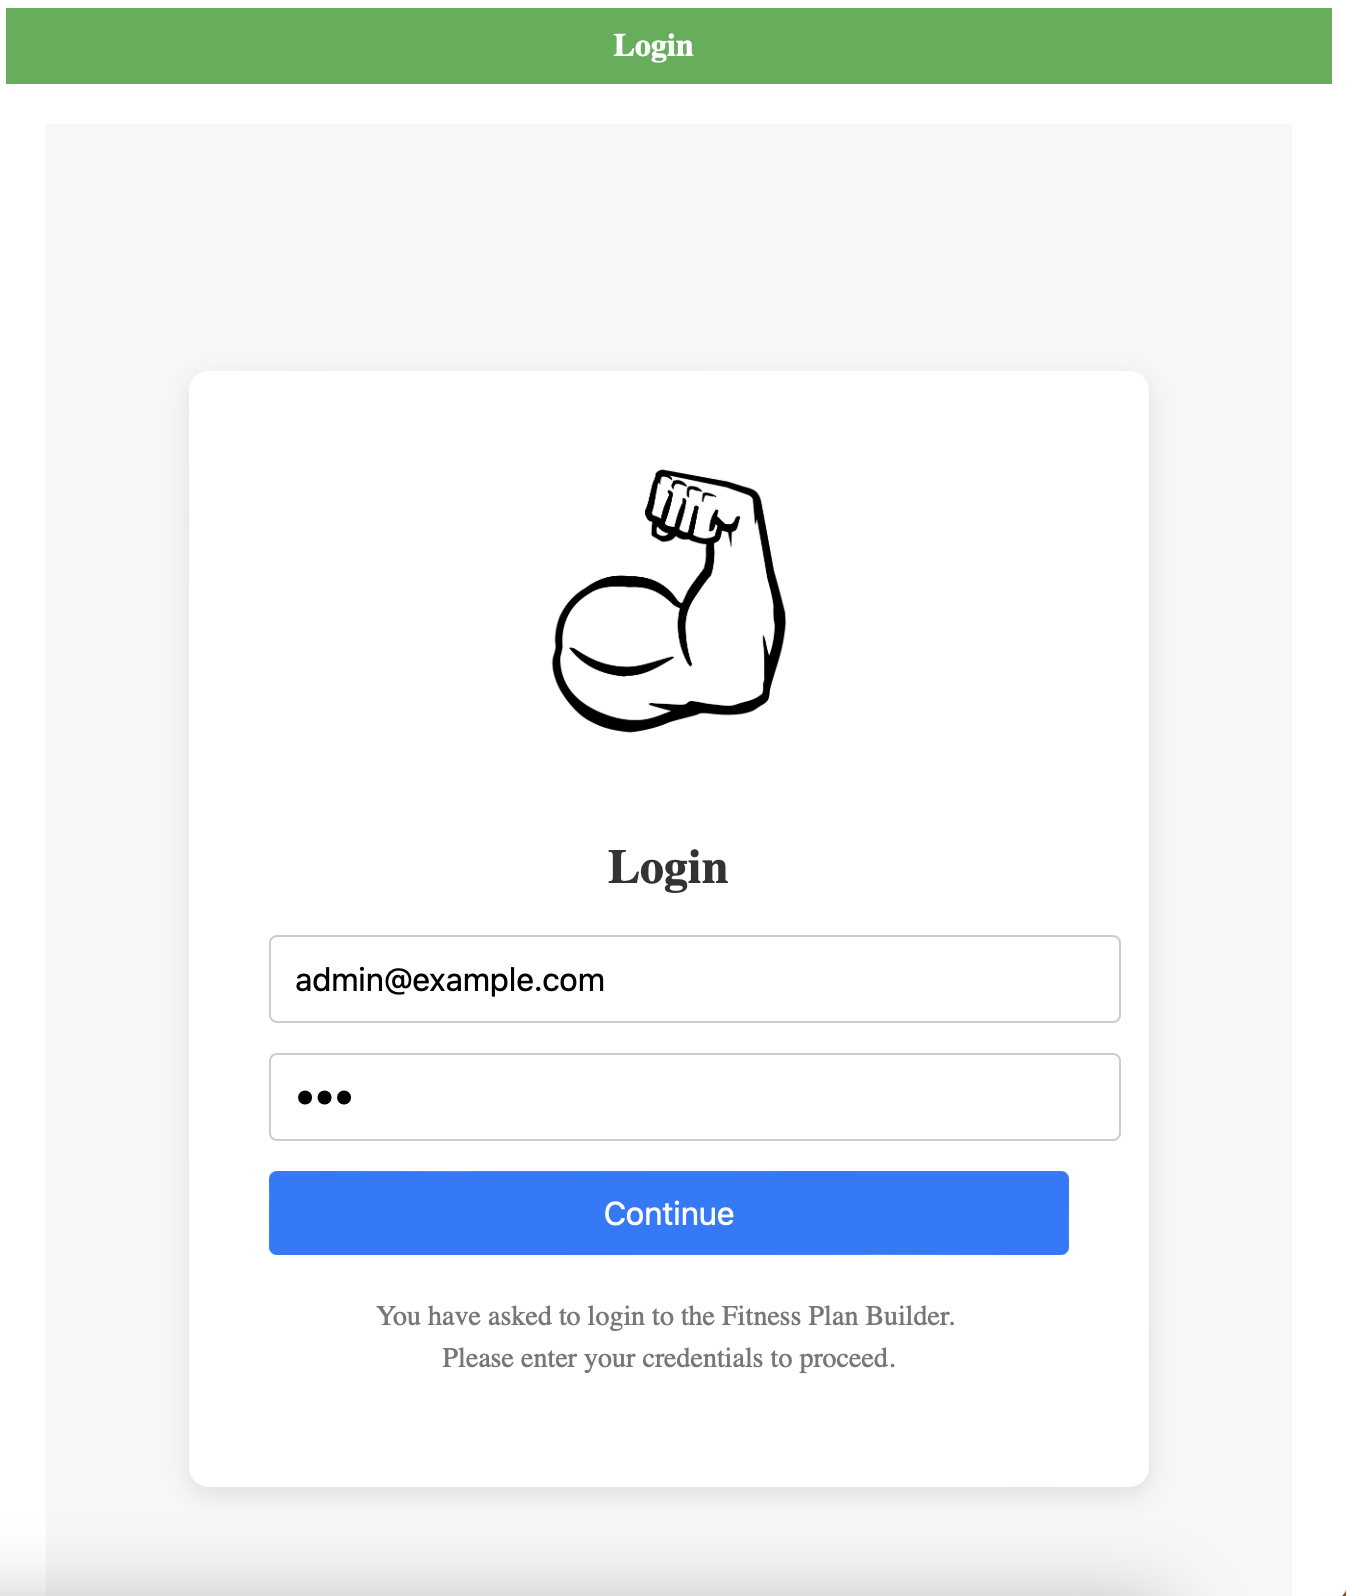 Login
Login
admin@example.com
•••
Continue
You have asked to login to the Fitness Plan Builder.
Please enter your credentials to proceed.